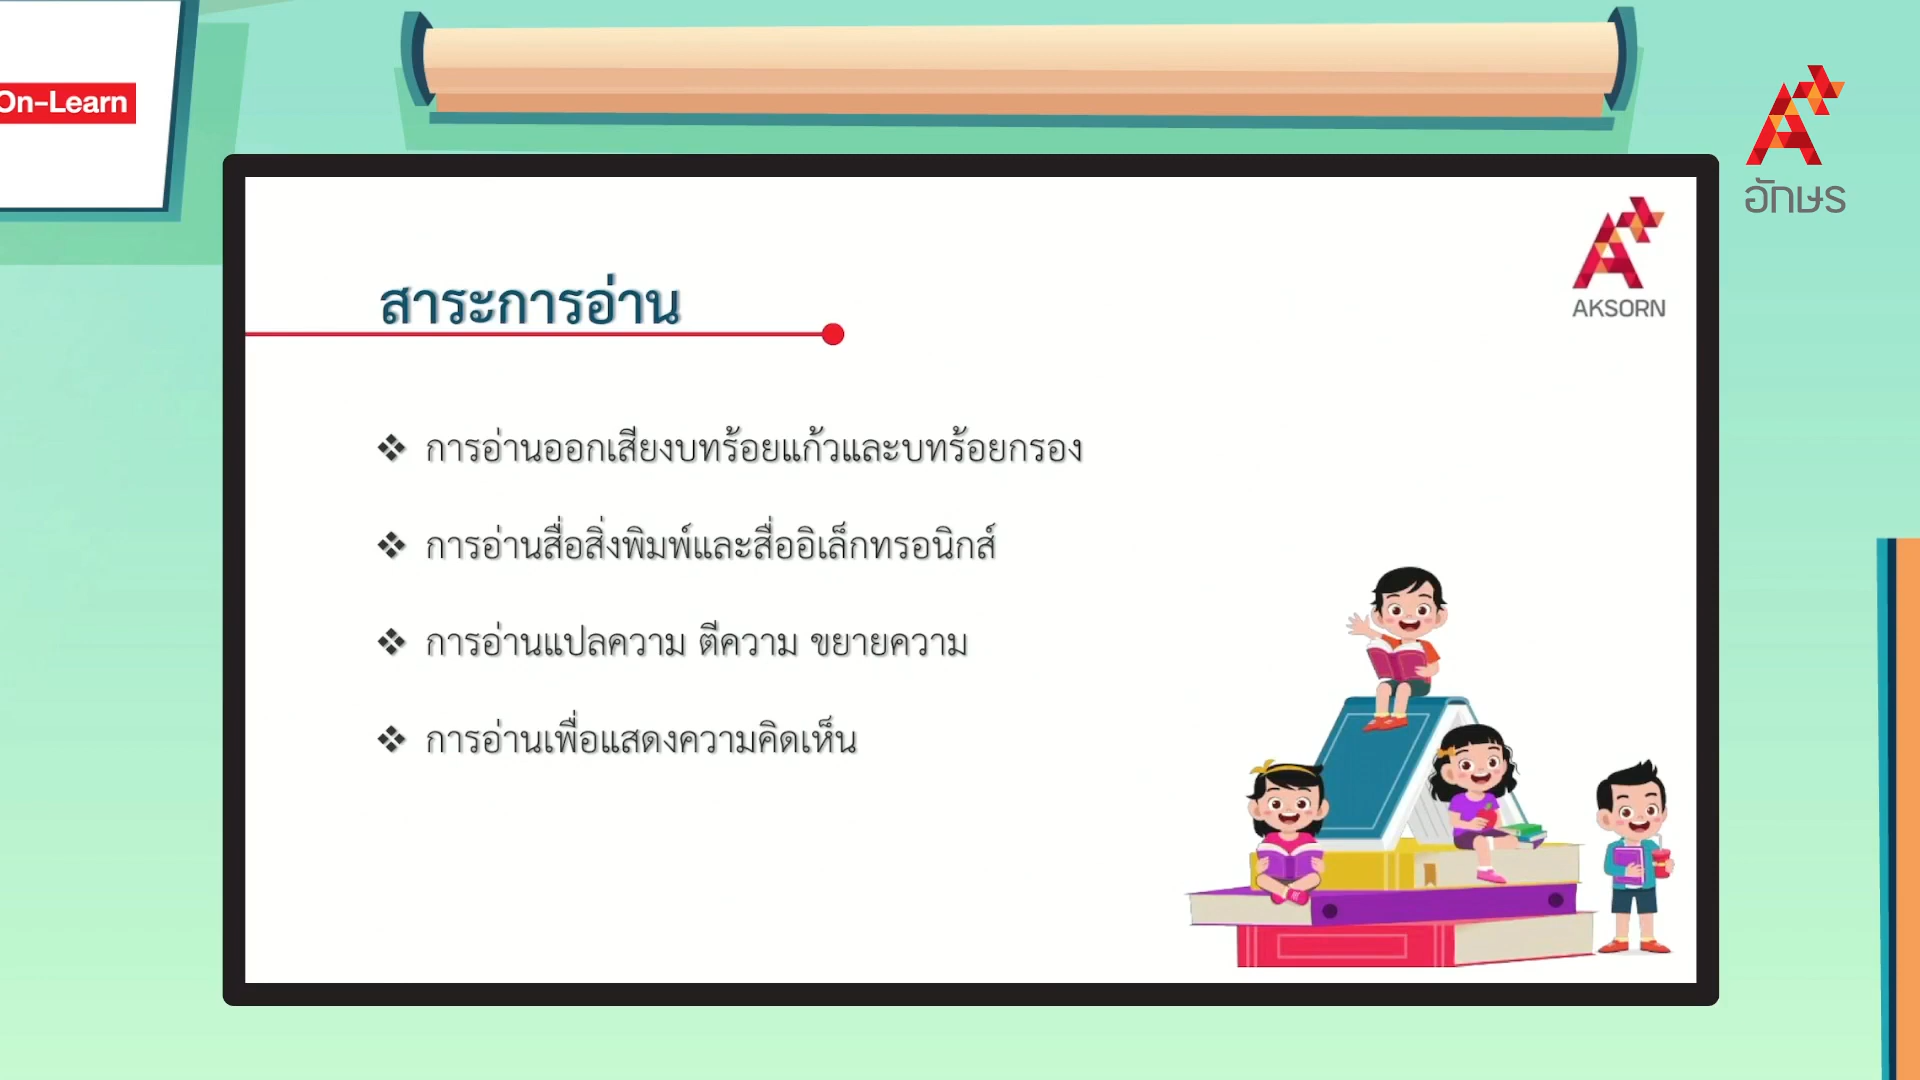 On-Learn
อักษร
AKSORN
สาระการอ่าน
❖ การอ่านออกเสียงบทร้อยแก้วและบทร้อยกรอง
❖ การอ่านสื่อสิ่งพิมพ์และสื่ออิเล็กทรอนิกส์
❖ การอ่านแปลความ ตีความ ขยายความ
❖ การอ่านเพื่อแสดงความคิดเห็น